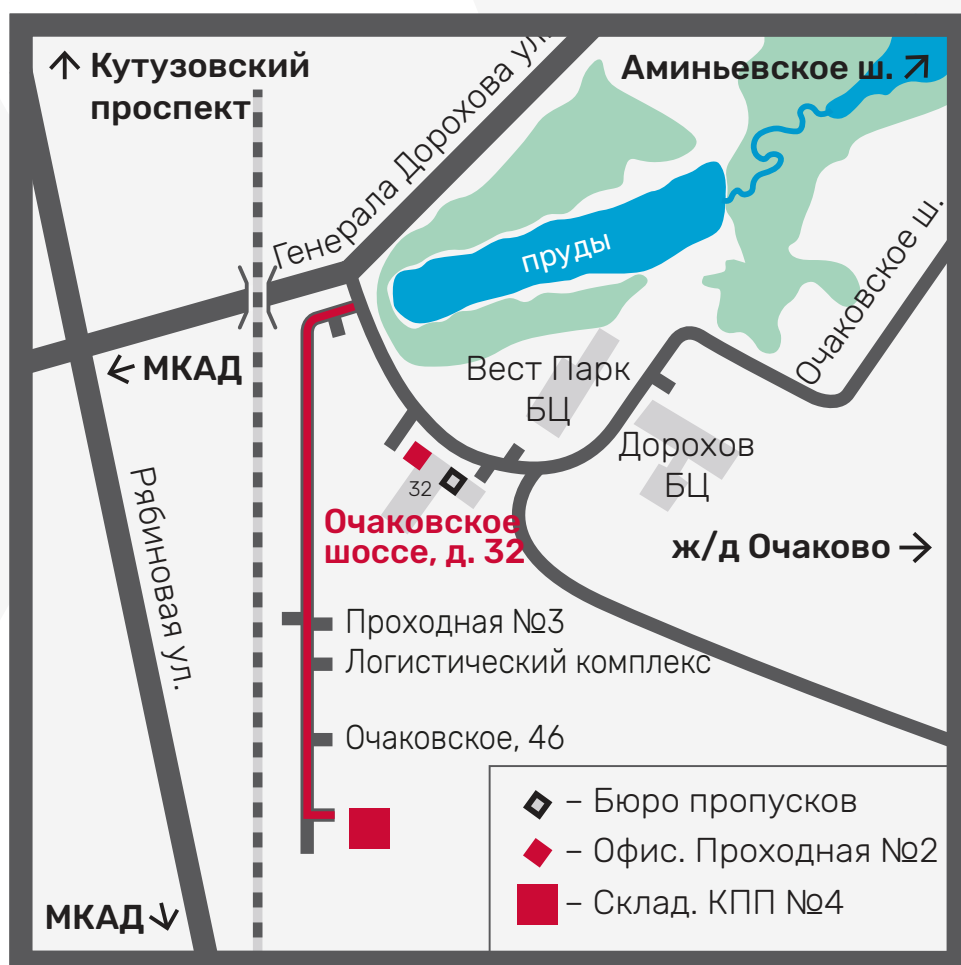 ↑ Кутузовский
проспект
Генерала Дорохова ул.
Аминьевское ш. ↗
пруды
Очаковское ш.
← МКАД
Вест Парк
БЦ
Дорохов
БЦ
32
Очаковское
шоссе, д. 32
ж/д Очаково →
Рябиновая ул.
Проходная №3
Логистический комплекс
Очаковское, 46
– Бюро пропусков
– Офис. Проходная №2
– Склад. КПП №4
МКАД ↓